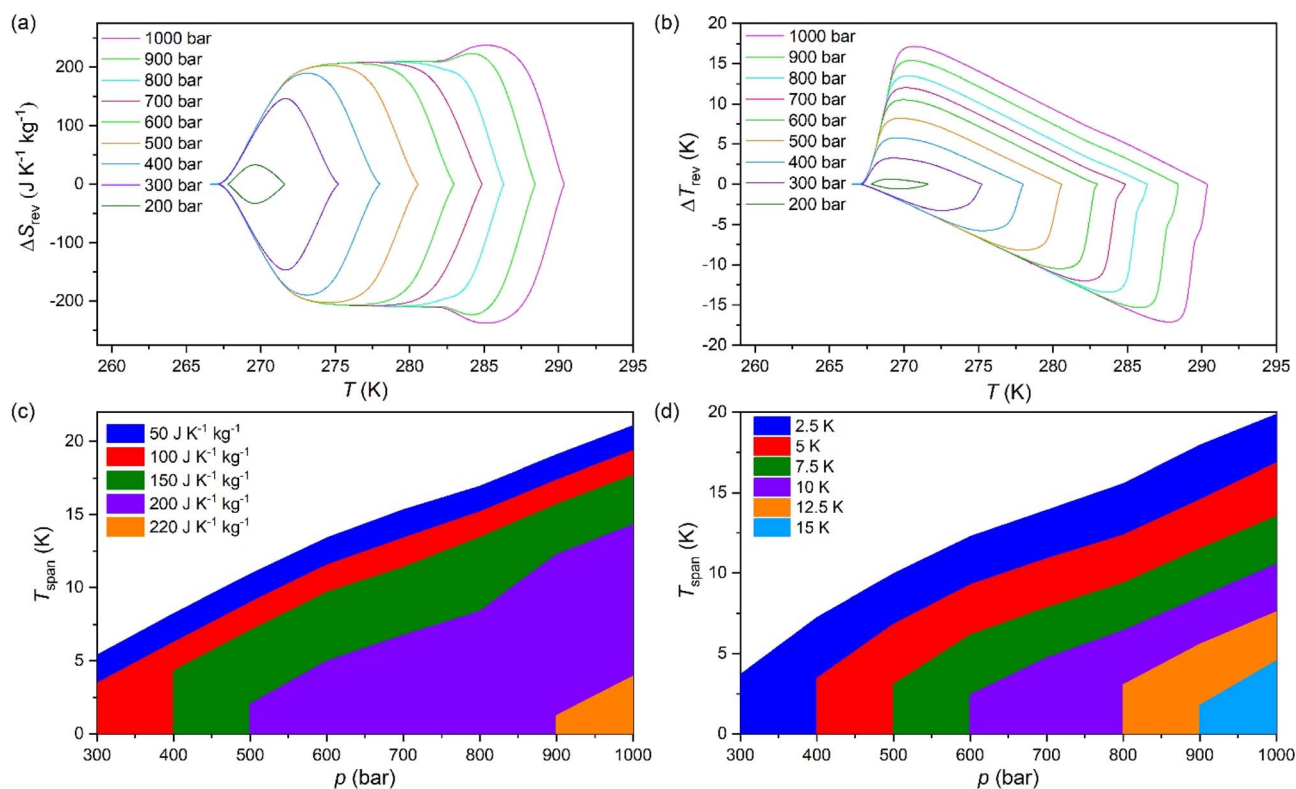 (a)
1000 bar
900 bar
800 bar
700 bar
600 bar
500 bar
400 bar
300 bar
200 bar
200
100
0
-100
-200
ΔS_rev (J K⁻¹ kg⁻¹)
260 265 270 275 280 285 290 295
T (K)
(b)
1000 bar
900 bar
800 bar
700 bar
600 bar
500 bar
400 bar
300 bar
200 bar
20
15
10
5
0
-5
-10
-15
-20
ΔT_rev (K)
260 265 270 275 280 285 290 295
T (K)
(c)
50 J K⁻¹ kg⁻¹
100 J K⁻¹ kg⁻¹
150 J K⁻¹ kg⁻¹
200 J K⁻¹ kg⁻¹
220 J K⁻¹ kg⁻¹
20
15
10
5
0
T_span (K)
300 400 500 600 700 800 900 1000
p (bar)
(d)
2.5 K
5 K
7.5 K
10 K
12.5 K
15 K
20
15
10
5
0
T_span (K)
300 400 500 600 700 800 900 1000
p (bar)